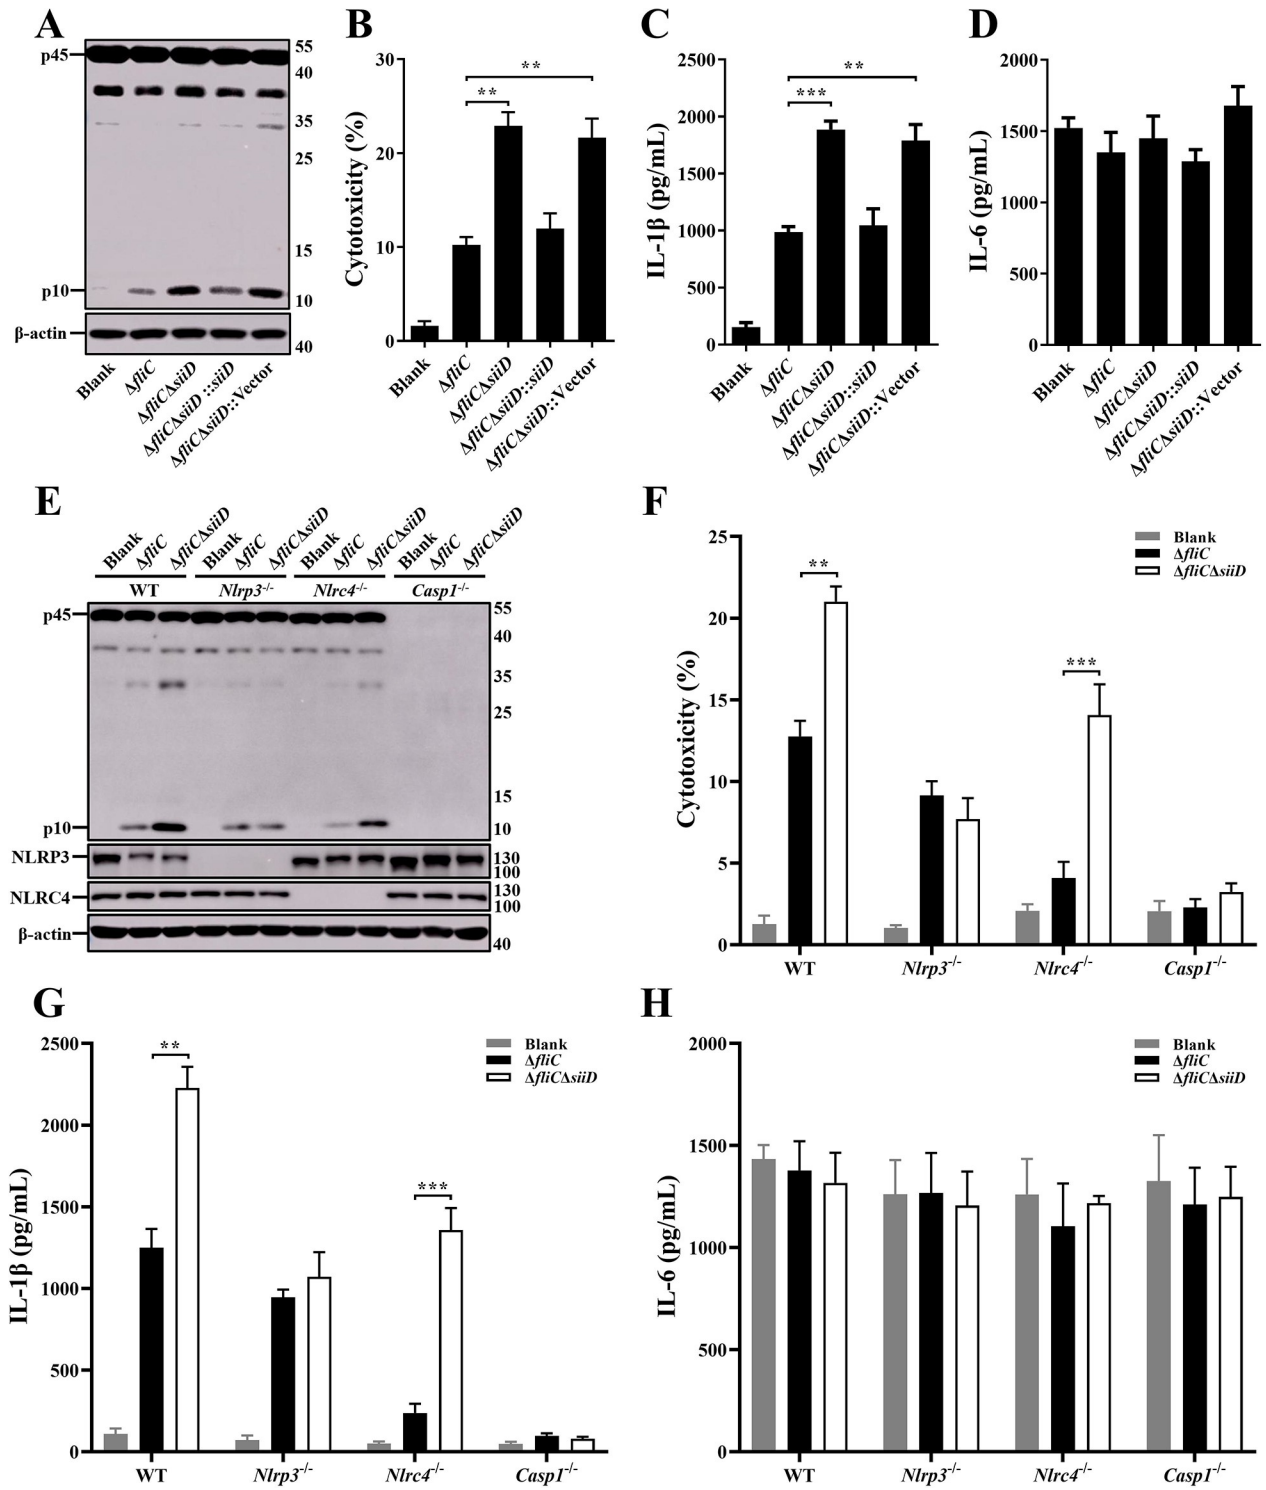 A
p45
55
40
35
25
15
p10
10
β-actin
40
Blank
ΔfliC
ΔfliCΔsiiD
ΔfliCΔsiiD::siiD
ΔfliCΔsiiD::Vector
B
Cytotoxicity (%)
30
20
10
0
**
**
Blank
ΔfliC
ΔfliCΔsiiD
ΔfliCΔsiiD::siiD
ΔfliCΔsiiD::Vector
C
IL-1β (pg/mL)
2500
2000
1500
1000
500
0
**
***
Blank
ΔfliC
ΔfliCΔsiiD
ΔfliCΔsiiD::siiD
ΔfliCΔsiiD::Vector
D
IL-6 (pg/mL)
2000
1500
1000
500
0
Blank
ΔfliC
ΔfliCΔsiiD
ΔfliCΔsiiD::siiD
ΔfliCΔsiiD::Vector
E
Blank
ΔfliC
ΔfliCΔsiiD
Blank
ΔfliC
ΔfliCΔsiiD
Blank
ΔfliC
ΔfliCΔsiiD
Blank
ΔfliC
ΔfliCΔsiiD
WT Nlrp3-/- Nlrc4-/- Casp1-/-
p45
55
40
35
25
15
p10
10
NLRP3
130
100
NLRC4
130
100
β-actin
40
F
Cytotoxicity (%)
25
20
15
10
5
0
**
***
Blank
ΔfliC
ΔfliCΔsiiD
WT Nlrp3-/- Nlrc4-/- Casp1-/-
G
IL-1β (pg/mL)
2500
2000
1500
1000
500
0
**
***
Blank
ΔfliC
ΔfliCΔsiiD
WT Nlrp3-/- Nlrc4-/- Casp1-/-
H
IL-6 (pg/mL)
2000
1500
1000
500
0
Blank
ΔfliC
ΔfliCΔsiiD
WT Nlrp3-/- Nlrc4-/- Casp1-/-